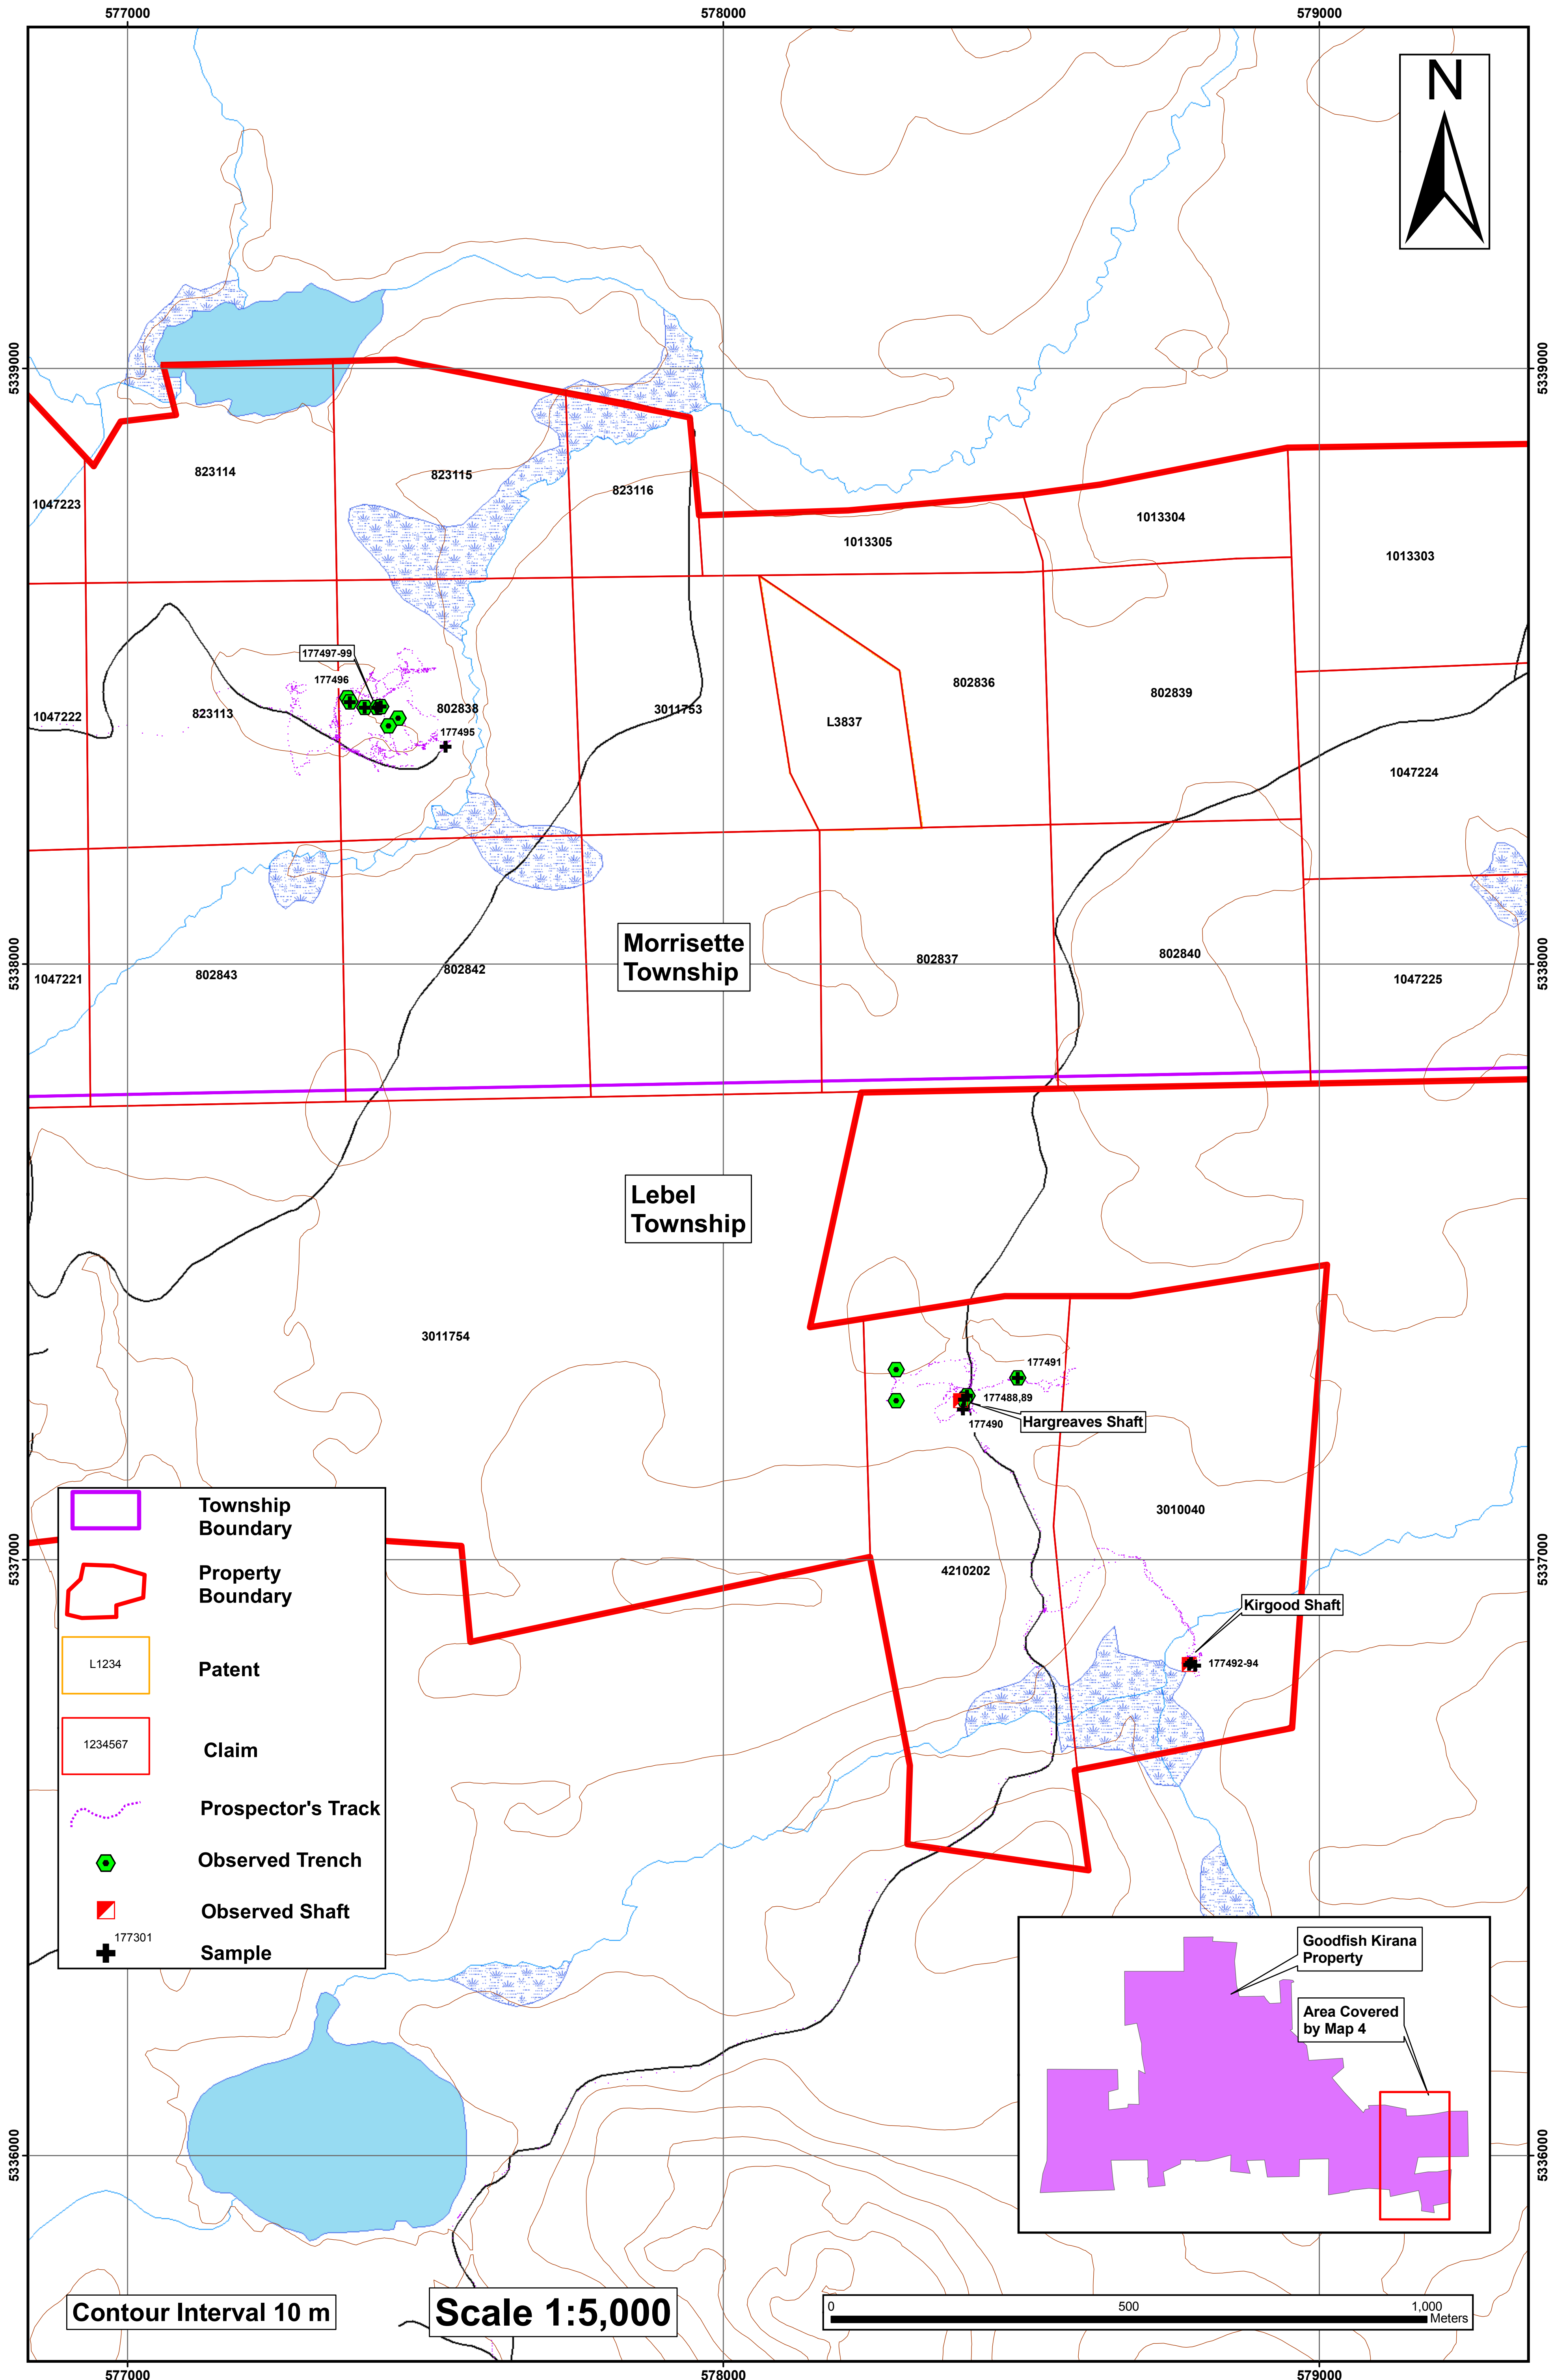 577000
578000
579000
N
5339000
5339000
823114
823115
823116
1047223
1013304
1013305
1013303
177497-99
177496
802836
802839
802838
823113
1047222
3011753
L3837
177495
1047224
Morrisette
Township
802837
802840
802843
802842
1047221
1047225
5338000
5338000
Lebel
Township
3011754
177491
177488,89
177490
Hargreaves Shaft
3010040
4210202
5337000
5337000
Kirgood Shaft
177492-94
Township
Boundary
Property
Boundary
L1234
Patent
1234567
Claim
Prospector's Track
Observed Trench
Observed Shaft
177301
Sample
Goodfish Kirana
Property
Area Covered
by Map 4
5336000
5336000
Contour Interval 10 m
Scale 1:5,000
0
500
1,000
Meters
577000
578000
579000